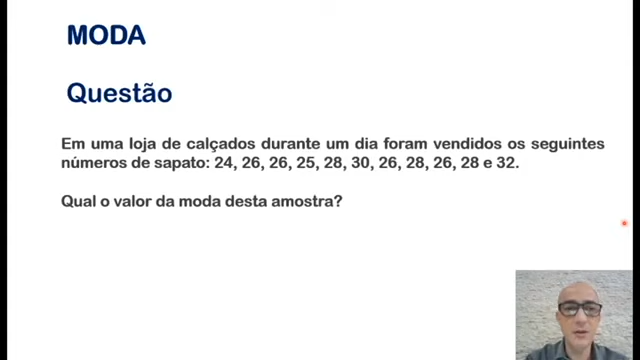 MODA
Questão
Em uma loja de calçados durante um dia foram vendidos os seguintes
números de sapato: 24, 26, 26, 25, 28, 30, 26, 28, 26, 28 e 32.
Qual o valor da moda desta amostra?